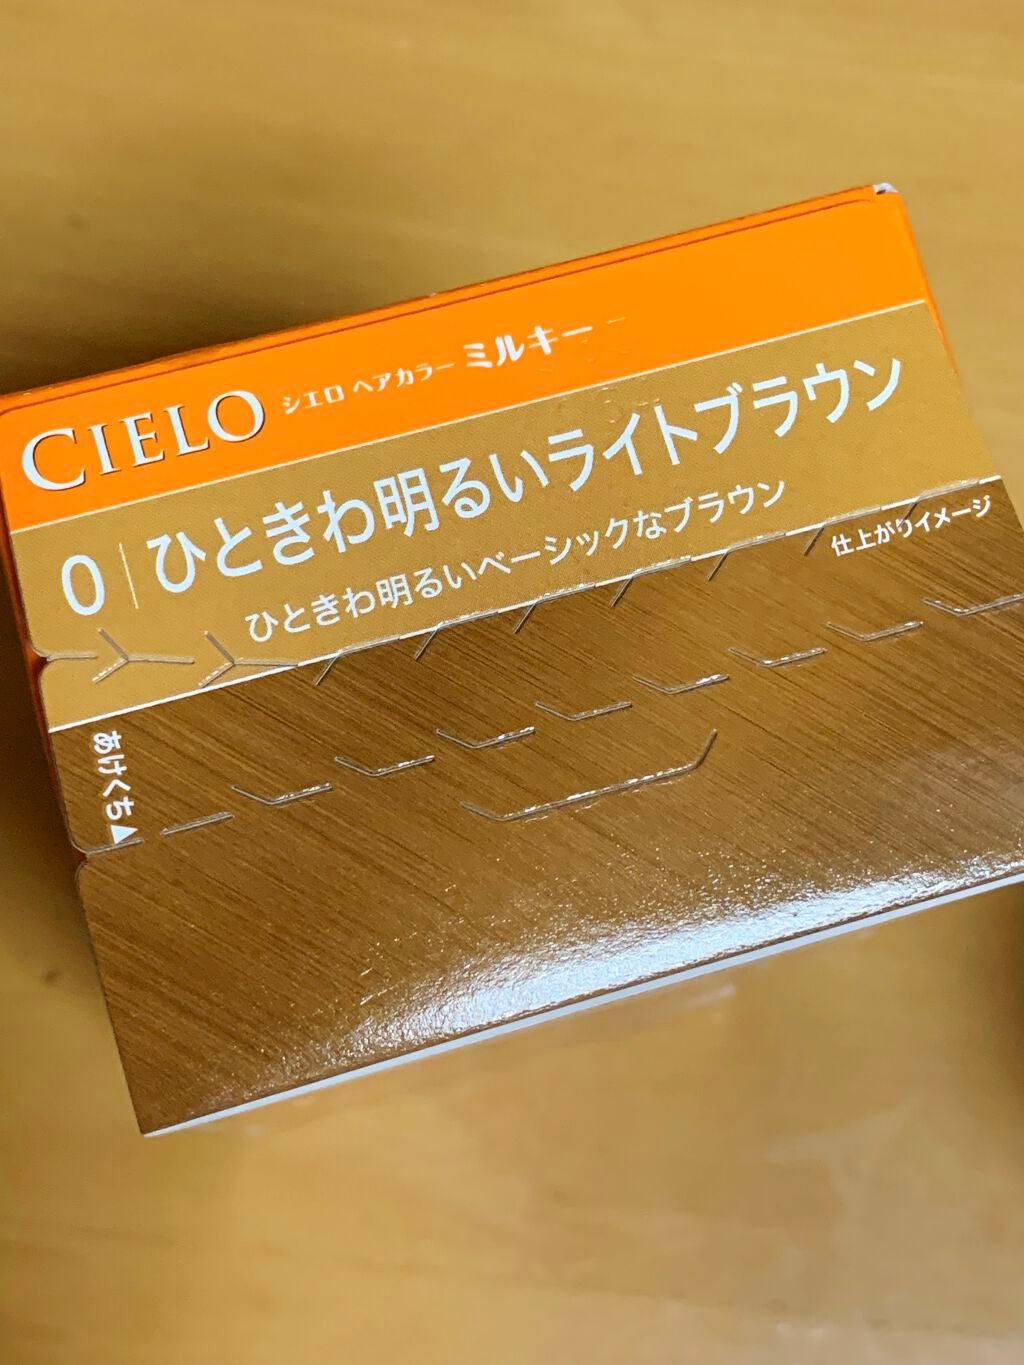 CIELO シエロ ヘアカラー ミルキー
0 ひときわ明るいライトブラウン
ひときわ明るいベーシックなブラウン
仕上がりイメージ
あけくち▲